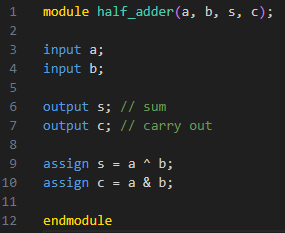 1 module half_adder(a, b, s, c);
2
3 input a;
4 input b;
5
6 output s; // sum
7 output c; // carry out
8
9 assign s = a ^ b;
10 assign c = a & b;
11
12 endmodule